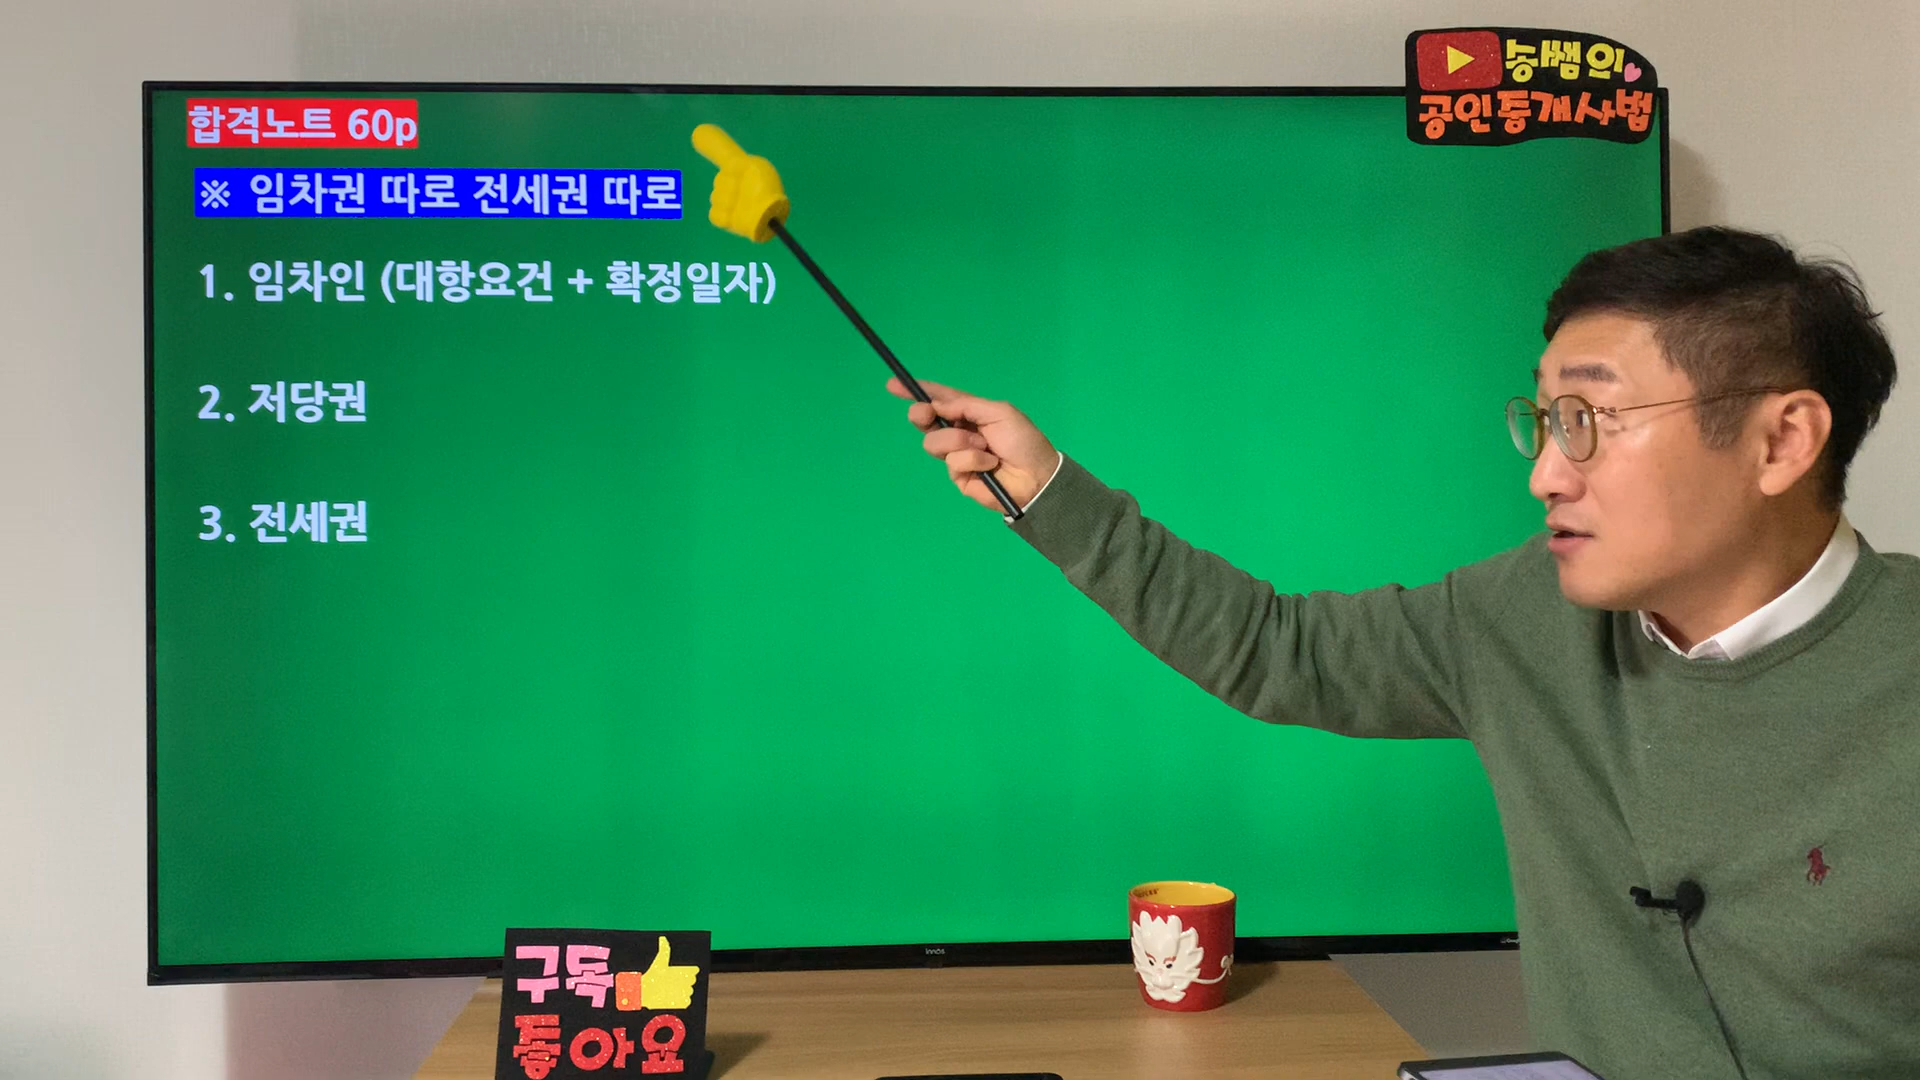 송쌤의
공인중개사법
합격노트 60p
※ 임차권 따로 전세권 따로
1. 임차인 (대항요건 + 확정일자)
2. 저당권
3. 전세권
innos
구독
좋아요